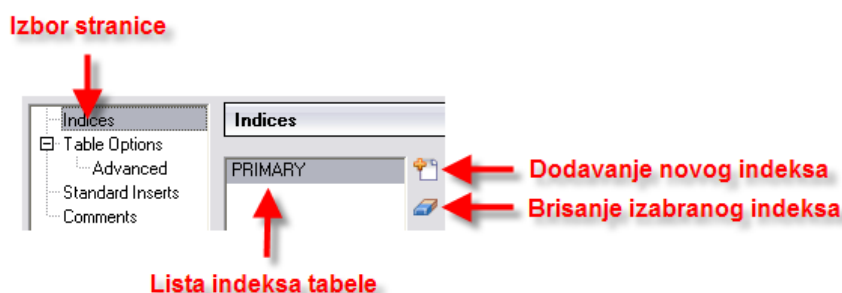 Izbor stranice
Indices
Table Options
Advanced
Standard Inserts
Comments
Indices
PRIMARY
Dodavanje novog indeksa
Brisanje izabranog indeksa
Lista indeksa tabele